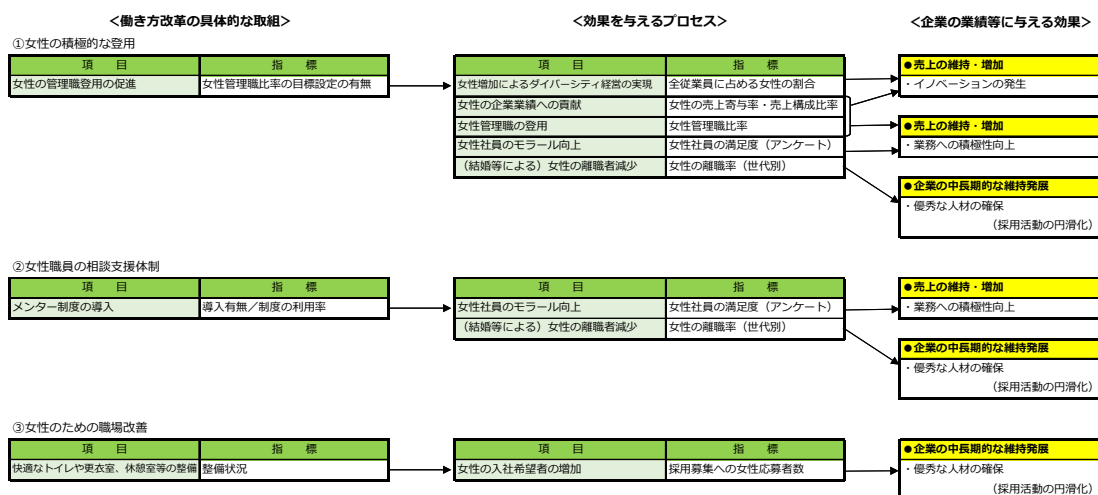 <働き方改革の具体的な取組> <効果を与えるプロセス> <企業の業績等に与える効果>
①女性の積極的な登用
項 目 指 標 項 目 指 標 ●売上の維持・増加
女性の管理職登用の促進 女性管理職比率の目標設定の有無 女性増加によるダイバーシティ経営の実現 全従業員に占める女性の割合 ・イノベーションの発生
女性の企業業績への貢献 女性の売上寄与率・売上構成比率
女性管理職の登用 女性管理職比率 ●売上の維持・増加
女性社員のモラール向上 女性社員の満足度（アンケート） ・業務への積極性向上
（結婚等による）女性の離職者減少 女性の離職率（世代別）
●企業の中長期的な維持発展
・優秀な人材の確保
（採用活動の円滑化）
②女性職員の相談支援体制
項 目 指 標 項 目 指 標 ●売上の維持・増加
メンター制度の導入 導入有無／制度の利用率 女性社員のモラール向上 女性社員の満足度（アンケート） ・業務への積極性向上
（結婚等による）女性の離職者減少 女性の離職率（世代別）
●企業の中長期的な維持発展
・優秀な人材の確保
（採用活動の円滑化）
③女性のための職場改善
項 目 指 標 項 目 指 標 ●企業の中長期的な維持発展
快適なトイレや更衣室、休憩室等の整備 整備状況 女性の入社希望者の増加 採用募集への女性応募者数 ・優秀な人材の確保
（採用活動の円滑化）